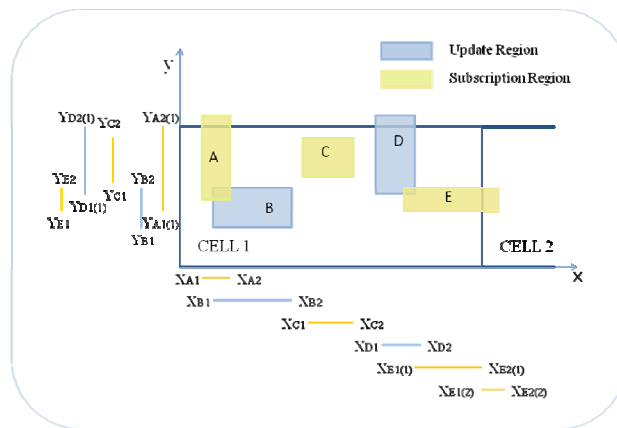 Update Region
Subscription Region
y
YD2(1)
YC2
YA2(1)
A
C
D
YE2
YB2
YD1(1)
YC1
YE1
YA1(1)
YB1
B
E
CELL 1
CELL 2
x
XA1
XA2
XB1
XB2
XC1
XC2
XD1
XD2
XE1(1)
XE2(1)
XE1(2)
XE2(2)